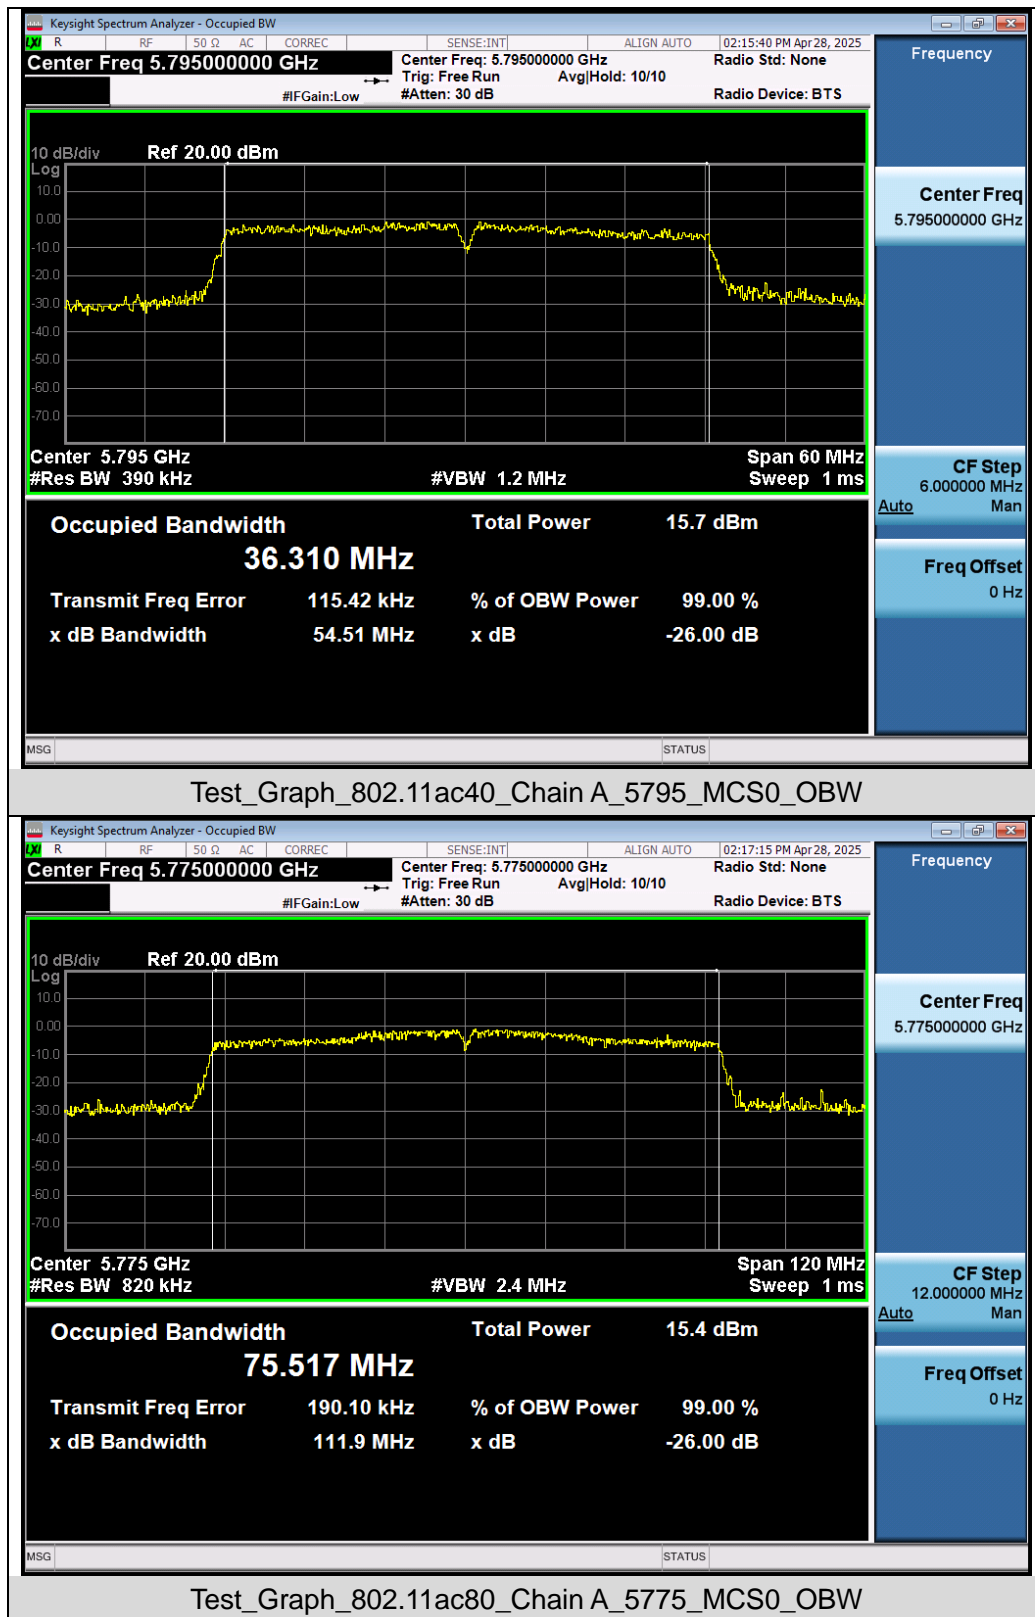 Keysight Spectrum Analyzer - Occupied BW
LXI R RF 50 Ω AC CORREC SENSE:INT ALIGN AUTO 02:15:40 PM Apr 28, 2025
Center Freq 5.795000000 GHz
Center Freq: 5.795000000 GHz
Radio Std: None
Trig: Free Run Avg|Hold: 10/10
#IFGain:Low #Atten: 30 dB Radio Device: BTS
10 dB/div Ref 20.00 dBm
Log
10.0
0.00
-10.0
-20.0
-30.0
-40.0
-50.0
-60.0
-70.0
Center 5.795 GHz Span 60 MHz
#Res BW 390 kHz #VBW 1.2 MHz Sweep 1 ms
Occupied Bandwidth Total Power 15.7 dBm
36.310 MHz
Transmit Freq Error 115.42 kHz % of OBW Power 99.00 %
x dB Bandwidth 54.51 MHz x dB -26.00 dB
MSG STATUS
Frequency
Center Freq
5.795000000 GHz
CF Step
6.000000 MHz
Auto Man
Freq Offset
0 Hz
Test_Graph_802.11ac40_Chain A_5795_MCS0_OBW
Keysight Spectrum Analyzer - Occupied BW
LXI R RF 50 Ω AC CORREC SENSE:INT ALIGN AUTO 02:17:15 PM Apr 28, 2025
Center Freq 5.775000000 GHz
Center Freq: 5.775000000 GHz
Radio Std: None
Trig: Free Run Avg|Hold: 10/10
#IFGain:Low #Atten: 30 dB Radio Device: BTS
10 dB/div Ref 20.00 dBm
Log
10.0
0.00
-10.0
-20.0
-30.0
-40.0
-50.0
-60.0
-70.0
Center 5.775 GHz Span 120 MHz
#Res BW 820 kHz #VBW 2.4 MHz Sweep 1 ms
Occupied Bandwidth Total Power 15.4 dBm
75.517 MHz
Transmit Freq Error 190.10 kHz % of OBW Power 99.00 %
x dB Bandwidth 111.9 MHz x dB -26.00 dB
MSG STATUS
Frequency
Center Freq
5.775000000 GHz
CF Step
12.000000 MHz
Auto Man
Freq Offset
0 Hz
Test_Graph_802.11ac80_Chain A_5775_MCS0_OBW